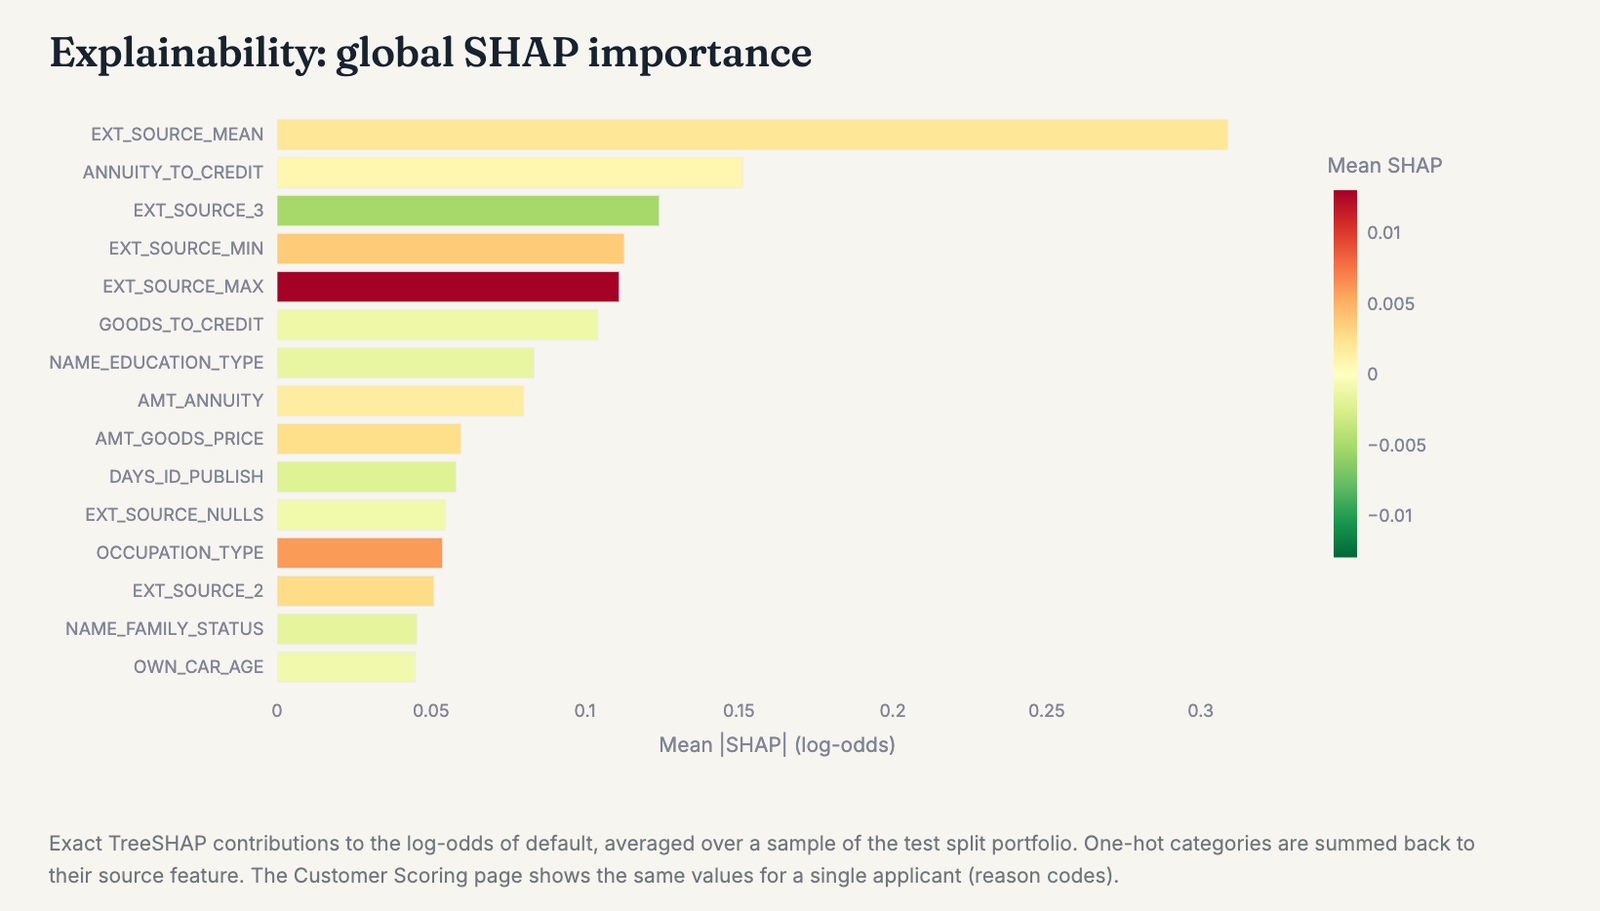 Explainability: global SHAP importance
EXT_SOURCE_MEAN
ANNUITY_TO_CREDIT
EXT_SOURCE_3
EXT_SOURCE_MIN
EXT_SOURCE_MAX
GOODS_TO_CREDIT
NAME_EDUCATION_TYPE
AMT_ANNUITY
AMT_GOODS_PRICE
DAYS_ID_PUBLISH
EXT_SOURCE_NULLS
OCCUPATION_TYPE
EXT_SOURCE_2
NAME_FAMILY_STATUS
OWN_CAR_AGE
0 0.05 0.1 0.15 0.2 0.25 0.3
Mean |SHAP| (log-odds)
Mean SHAP
0.01
0.005
0
−0.005
−0.01
Exact TreeSHAP contributions to the log-odds of default, averaged over a sample of the test split portfolio. One-hot categories are summed back to
their source feature. The Customer Scoring page shows the same values for a single applicant (reason codes).